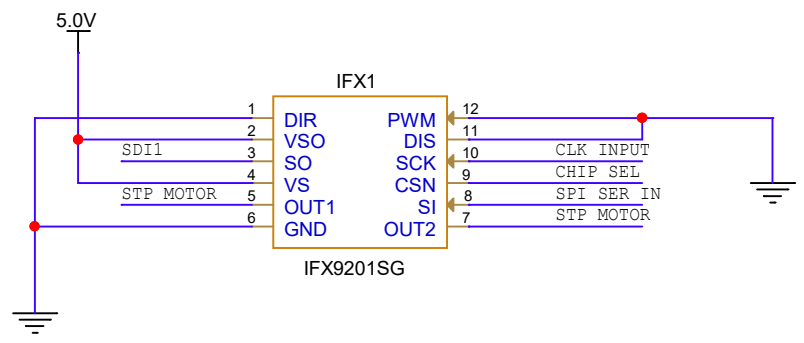 5.0V
IFX1
1 DIR PWM 12
2 VSO DIS 11
SDI1 3 SO SCK 10 CLK INPUT
4 VS CSN 9 CHIP SEL
STP MOTOR 5 OUT1 SI 8 SPI SER IN
6 GND OUT2 7 STP MOTOR
IFX9201SG